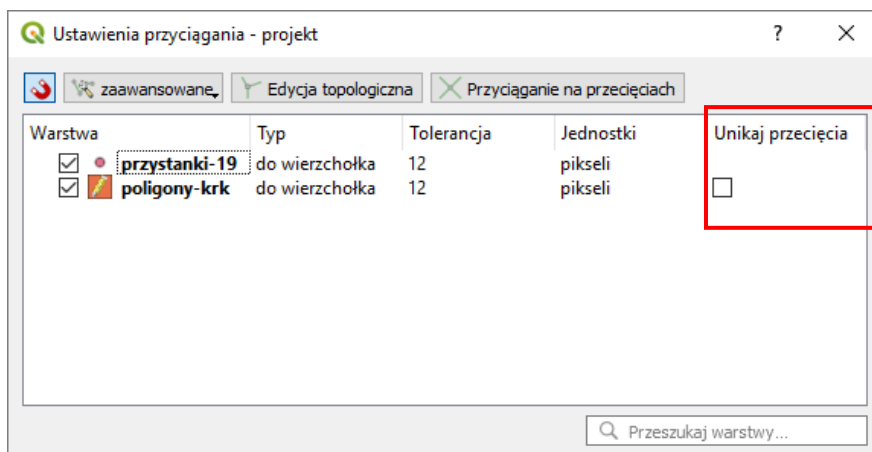 Ustawienia przyciągania - projekt ?
zaawansowane Edycja topologiczna Przyciąganie na przecięciach
Warstwa Typ Tolerancja Jednostki Unikaj przecięcia
przystanki-19 do wierzchołka 12 pikseli
poligony-krk do wierzchołka 12 pikseli
Przeszukaj warstwy...